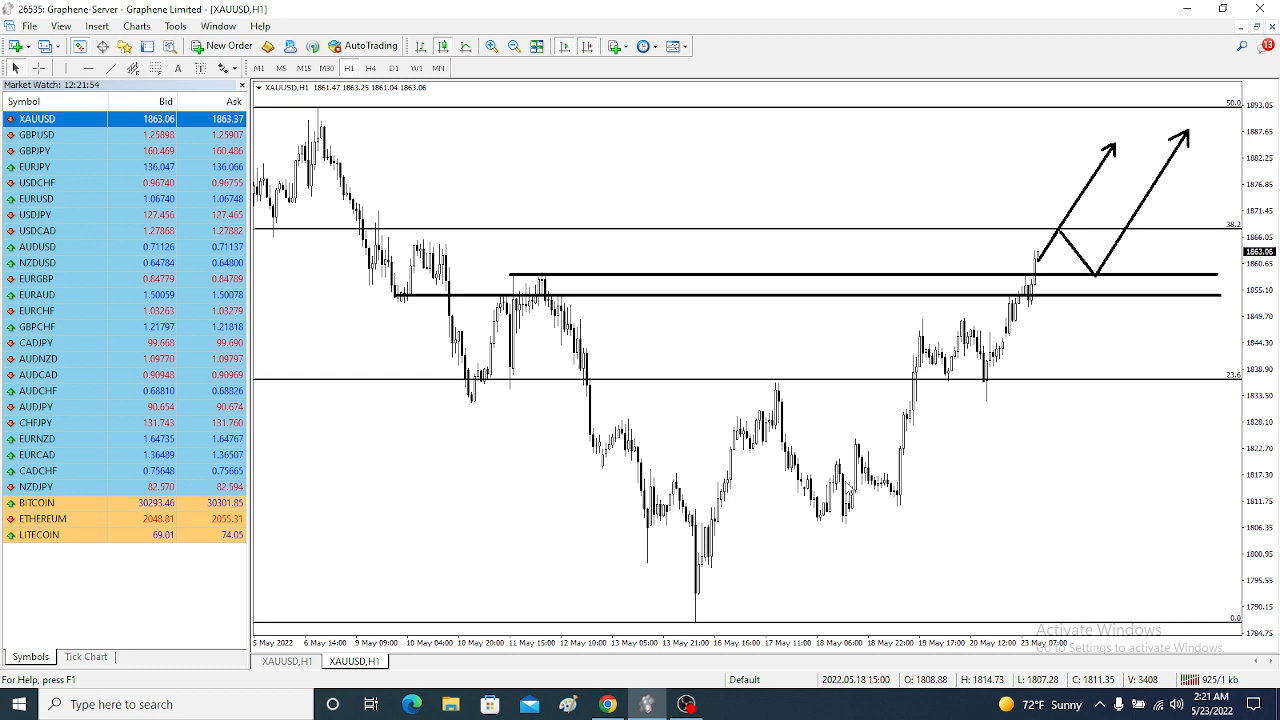 26535: Graphene-Server - Graphene Limited - [XAUUSD,H1]
File View Insert Charts Tools Window Help
New Order AutoTrading 13
A T M1 M5 M15 M30 H1 H4 D1 W1 MN
Market Watch: 12:21:54
Symbol Bid Ask
XAUUSD 1863.06 1863.37
GBPUSD 1.25898 1.25907
GBPJPY 160.469 160.486
EURJPY 136.047 136.066
USDCHF 0.96740 0.96755
EURUSD 1.06740 1.06748
USDJPY 127.456 127.465
USDCAD 1.27868 1.27882
AUDUSD 0.71126 0.71137
NZDUSD 0.64784 0.64800
EURGBP 0.84779 0.84789
EURAUD 1.50059 1.50078
EURCHF 1.03263 1.03279
GBPCHF 1.21797 1.21818
CADJPY 99.668 99.690
AUDNZD 1.09770 1.09797
AUDCAD 0.90948 0.90969
AUDCHF 0.68810 0.68826
AUDJPY 90.654 90.674
CHFJPY 131.743 131.760
EURNZD 1.64735 1.64767
EURCAD 1.36489 1.36507
CADCHF 0.75648 0.75665
NZDJPY 82.570 82.594
BITCOIN 30293.46 30301.85
ETHEREUM 2048.81 2055.31
LITECOIN 69.01 74.05
Symbols Tick Chart
XAUUSD,H1 1861.47 1863.25 1861.04 1863.06
50.0
38.2
23.6
0.0
1893.05
1887.65
1882.25
1876.85
1871.45
1866.05
1863.06
1860.65
1855.10
1849.70
1844.30
1838.90
1833.50
1828.10
1822.70
1817.30
1811.75
1806.35
1800.95
1795.55
1790.15
1784.75
5 May 2022 6 May 14:00 9 May 09:00 10 May 04:00 10 May 20:00 11 May 15:00 12 May 10:00 13 May 05:00 13 May 21:00 16 May 16:00 17 May 11:00 18 May 06:00 18 May 22:00 19 May 17:00 20 May 12:00 23 May 07:00
Activate Windows
Go to Settings to activate Windows.
XAUUSD,H1 XAUUSD,H1
For Help, press F1 Default 2022.05.18 15:00 O: 1808.88 H: 1814.73 L: 1807.28 C: 1811.35 V: 3408 925/1 kb
Type here to search 72°F Sunny 2:21 AM
5/23/2022